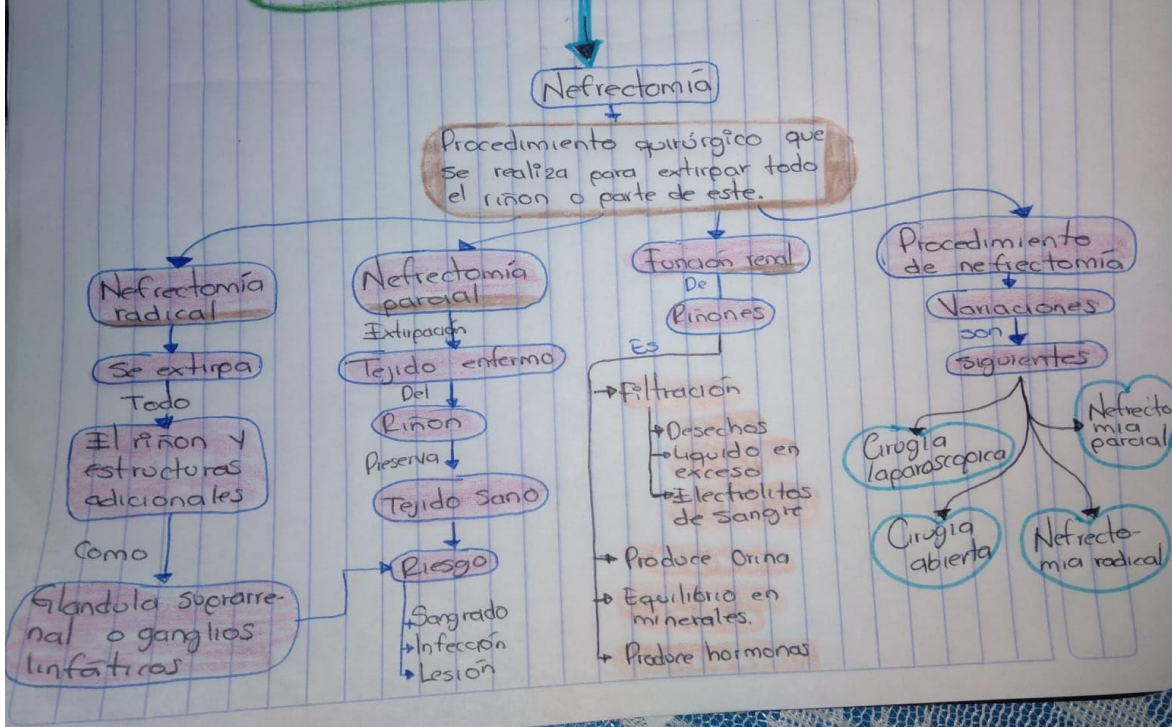 Nefrectomía
Procedimiento quirúrgico que
se realiza para extirpar todo
el riñon o parte de este.
Nefrectomía
radical
Se extirpa
Todo
El riñon y
estructuras
adicionales
Como
Glandula suprarre-
nal o ganglios
linfáticos
Nefrectomía
parcial
Extirpación
Tejido enfermo
Del
Riñon
Preserva
Tejido Sano
Riesgo
Sangrado
Infección
Lesión
Función renal
De
Riñones
Es
Filtración
Desechos
Liquido en
exceso
Electrolitos
de sangre
Produce Orina
Equilibrio en
minerales.
Produce hormonas
Procedimiento
de nefrectomía
Variaciones
son
siguientes
Cirugía
laparascopica
Cirugía
abierta
Nefrecto-
mia radical
Nefrecto
mia
parcial